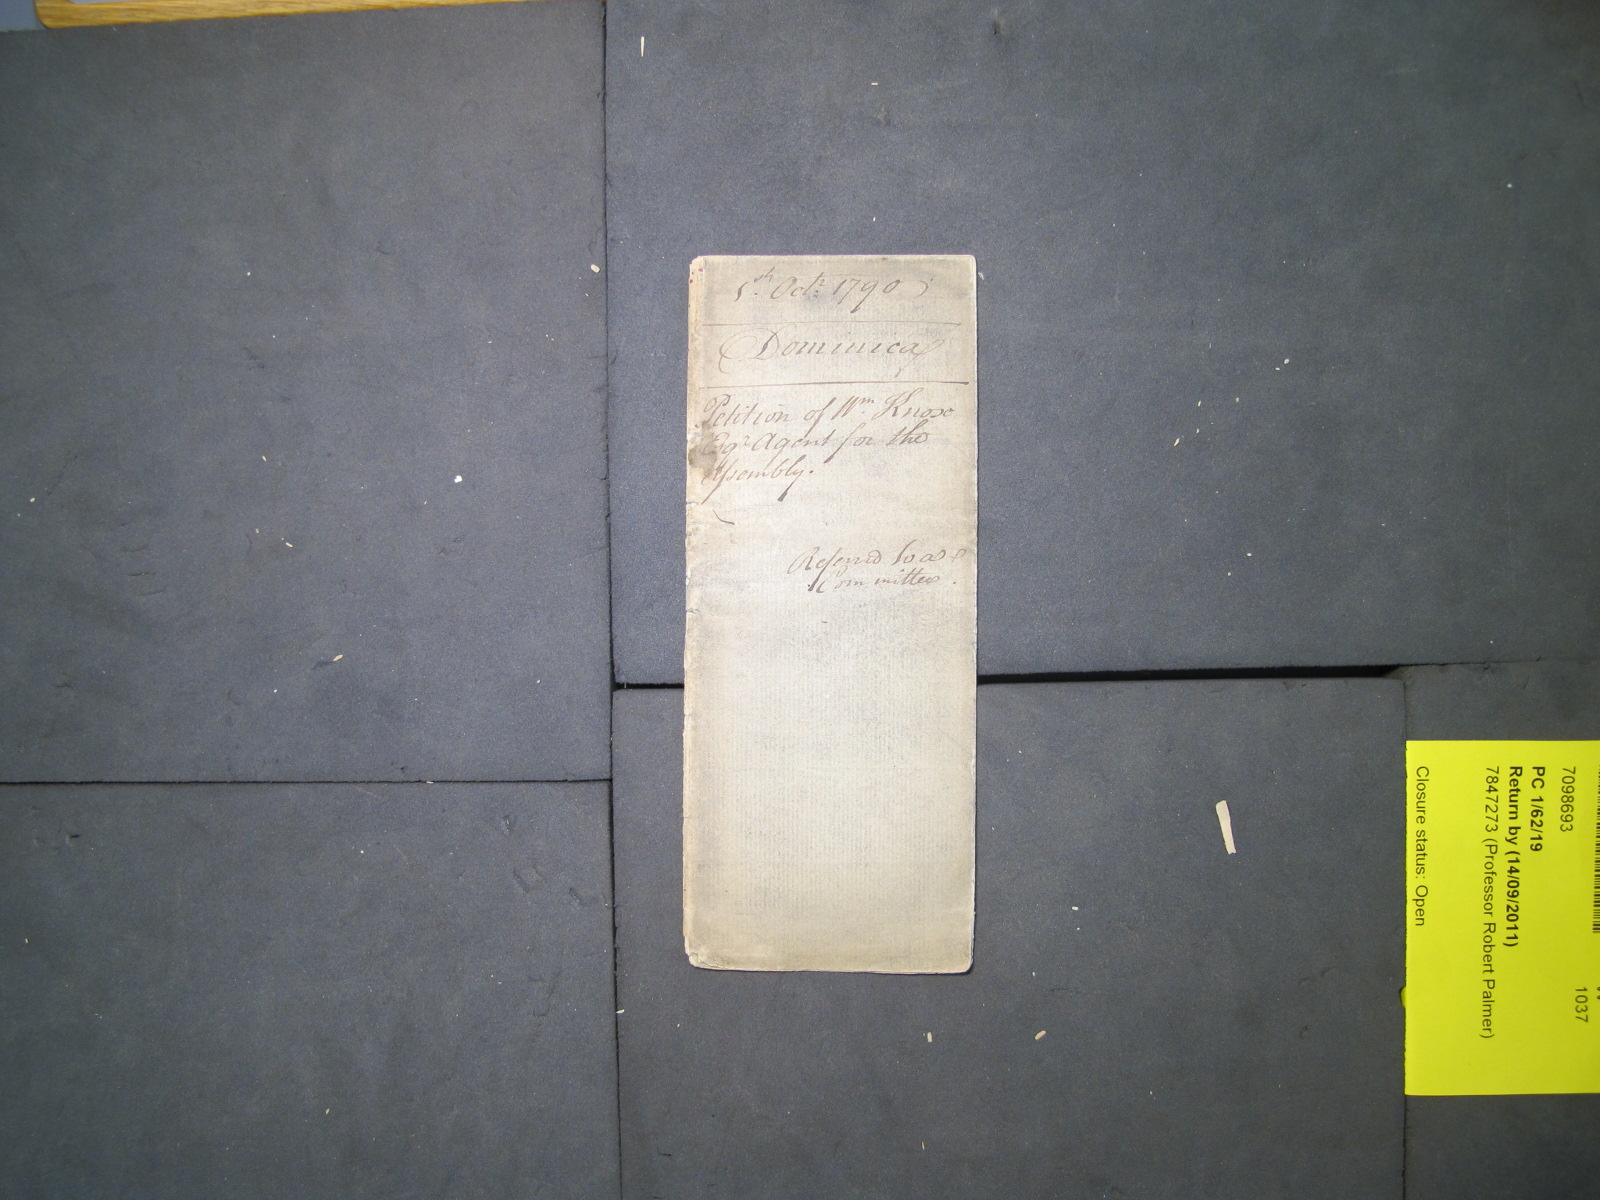 5th. Octr. 1790
Dominica
Petition of Wm Knox
Esqr. Agent for the
Assembly.
Referred to a
Committee.
7098693
1037
PC 1/62/19
Return by (14/09/2011)
7847273 (Professor Robert Palmer)
Closure status: Open